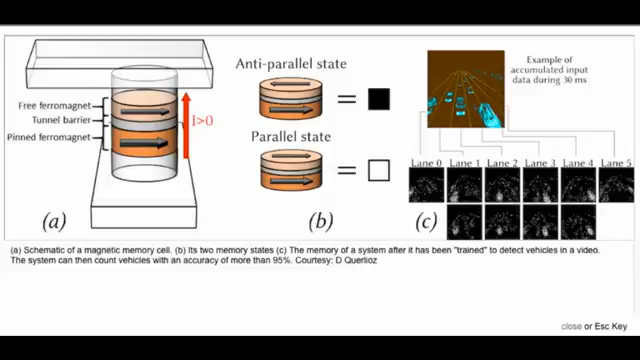 Free ferromagnet
Tunnel barrier
Pinned ferromagnet
I>0
(a)
Anti-parallel state
=
Parallel state
=
(b)
Example of
accumulated input
data during 30 ms
Lane 0 Lane 1 Lane 2 Lane 3 Lane 4 Lane 5
(c)
(a) Schematic of a magnetic memory cell. (b) Its two memory states (c) The memory of a system after it has been "trained" to detect vehicles in a video.
The system can then count vehicles with an accuracy of more than 95%. Courtesy: D Querlioz
close or Esc Key